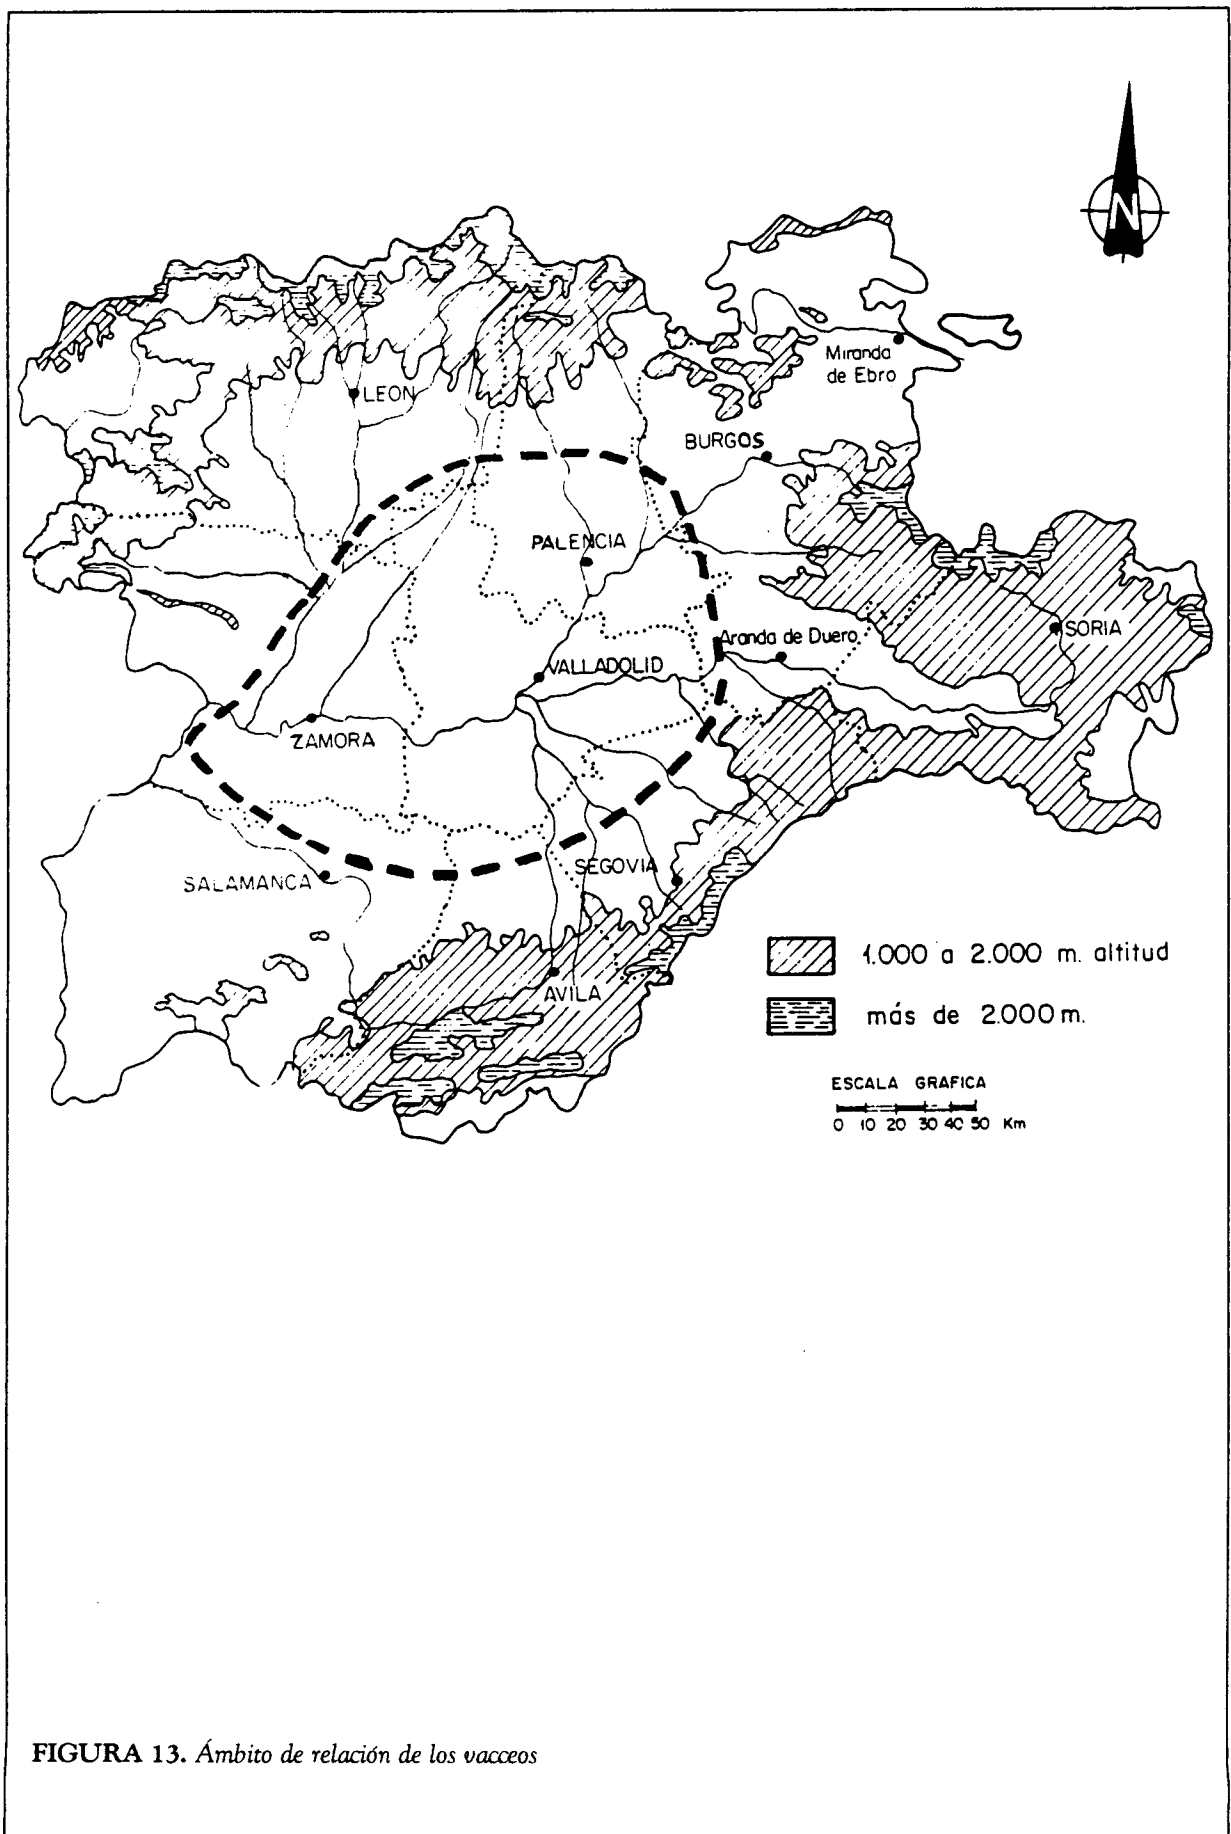 N
Miranda
de Ebro
LEON
BURGOS
PALENCIA
SORIA
Aranda de Duero
VALLADOLID
ZAMORA
SEGOVIA
SALAMANCA
AVILA
1.000 a 2.000 m. altitud
más de 2.000 m.
ESCALA GRAFICA
0 10 20 30 40 50 Km
FIGURA 13. Ámbito de relación de los vacceos